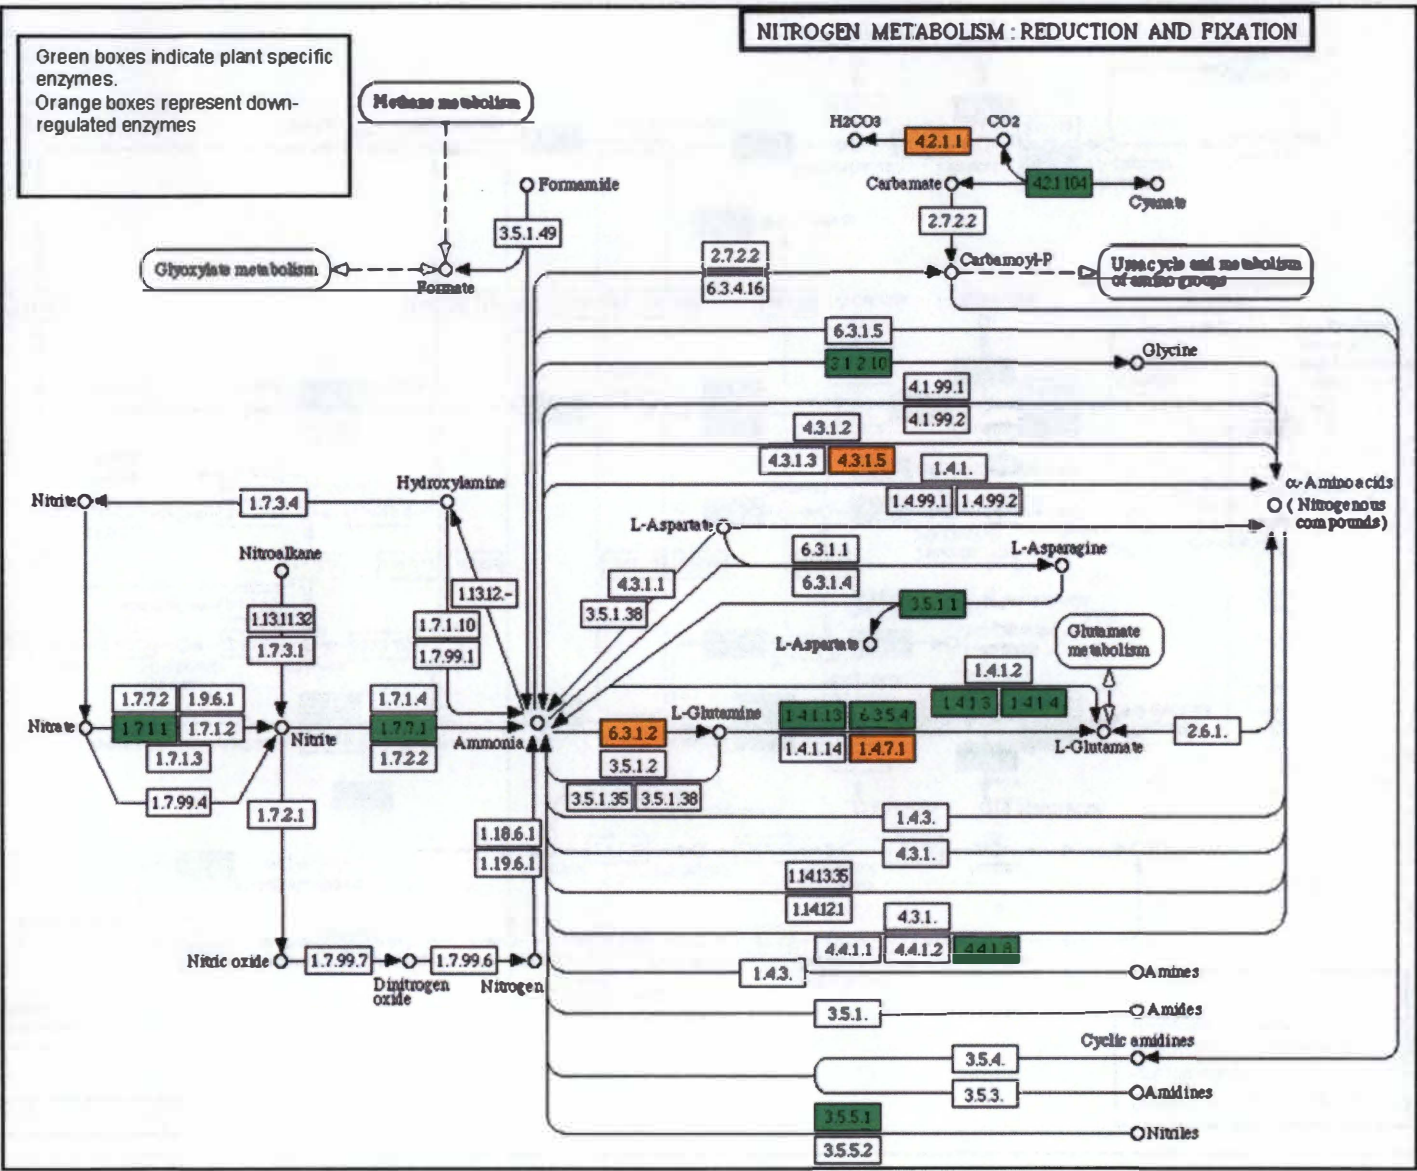 NITROGEN METABOLISM : REDUCTION AND FIXATION
Green boxes indicate plant specific
enzymes.
Orange boxes represent down-
regulated enzymes
Methane metabolism
H2CO3
4.2.1.1
CO2
Formamide
Carbamate
4.2.1.104
Cyanate
3.5.1.49
2.7.2.2
Glyoxylate metabolism
Formate
2.7.2.2
6.3.4.16
Carbamoyl-P
Urea cycle and metabolism
of amino groups
6.3.1.5
3.1.2.10
Glycine
4.1.99.1
4.1.99.2
4.3.1.2
4.3.1.3
4.3.1.5
1.4.1.
1.4.99.1
1.4.99.2
α-Amino acids
( Nitrogenous
compounds )
Nitrite
1.7.3.4
Hydroxylamine
L-Aspartate
6.3.1.1
6.3.1.4
L-Asparagine
Nitroalkane
4.3.1.1
3.5.1.38
3.5.1.1
L-Aspartate
1.13.12.-
1.13.11.32
1.7.3.1
1.7.1.10
1.7.99.1
Glutamate
metabolism
1.4.1.2
1.4.1.3
1.4.1.4
1.7.7.2
1.9.6.1
Nitrate
1.7.1.1
1.7.1.2
1.7.1.3
1.7.99.4
Nitrite
1.7.1.4
1.7.7.1
1.7.2.2
Ammonia
6.3.1.2
3.5.1.2
3.5.1.35
3.5.1.38
L-Glutamine
1.4.1.13
6.3.5.4
1.4.1.14
1.4.7.1
L-Glutamate
2.6.1.
1.7.2.1
1.18.6.1
1.19.6.1
1.4.3.
4.3.1.
1.14.13.35
1.14.12.1
4.3.1.
4.4.1.1
4.4.1.2
4.4.1.8
Nitric oxide
1.7.99.7
Dinitrogen
oxide
1.7.99.6
Nitrogen
1.4.3.
Amines
3.5.1.
Amides
Cyclic amidines
3.5.4.
3.5.3.
Amidines
3.5.5.1
3.5.5.2
Nitriles